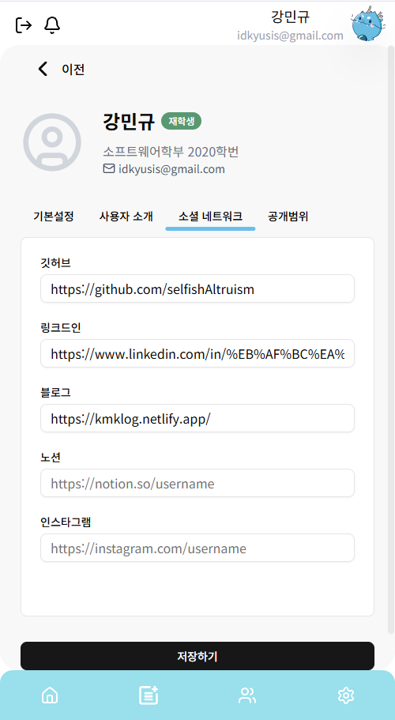 강민규
idkyusis@gmail.com
이전
강민규 재학생
소프트웨어학부 2020학번
idkyusis@gmail.com
기본설정 사용자 소개 소셜 네트워크 공개범위
깃허브
https://github.com/selfishAltruism
링크드인
https://www.linkedin.com/in/%EB%AF%BC%EA%
블로그
https://kmklog.netlify.app/
노션
https://notion.so/username
인스타그램
https://instagram.com/username
저장하기